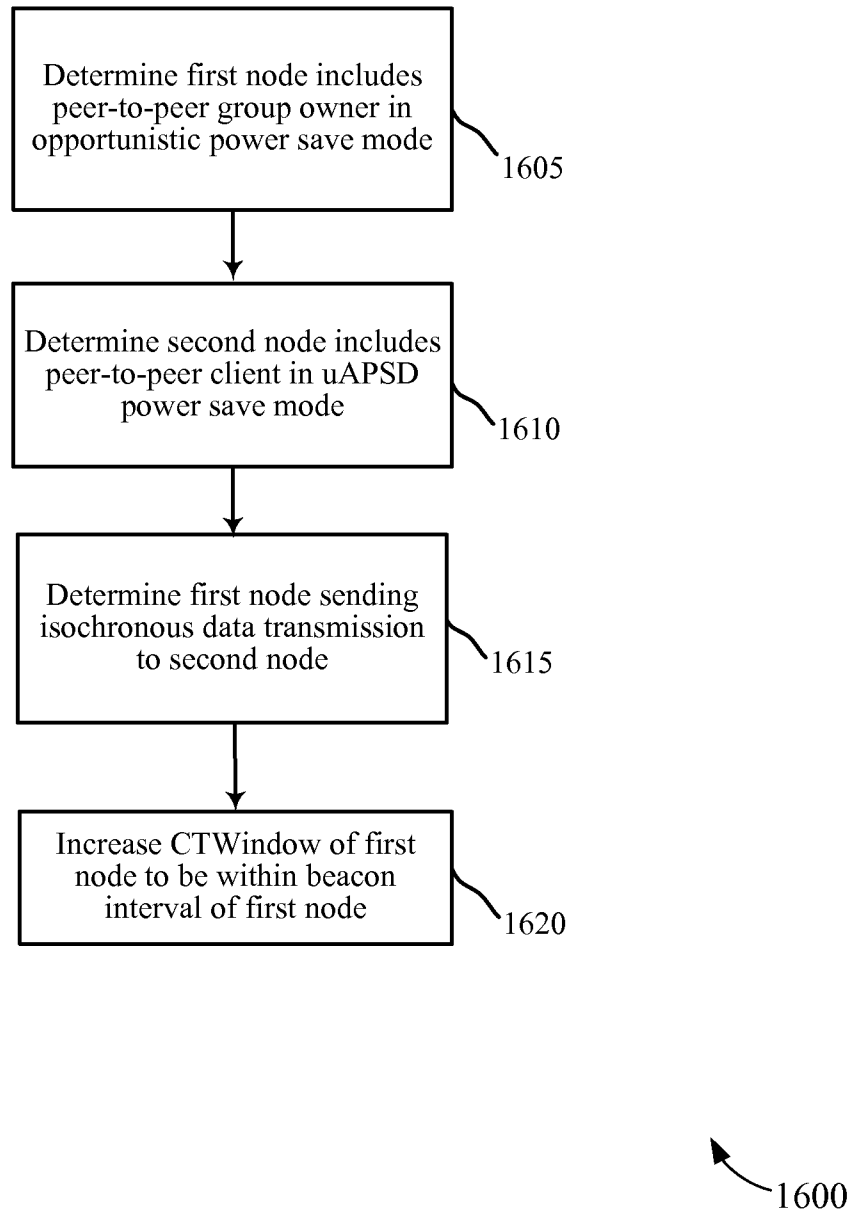 Determine first node includes
peer-to-peer group owner in
opportunistic power save mode
1605
Determine second node includes
peer-to-peer client in uAPSD
power save mode
1610
Determine first node sending
isochronous data transmission
to second node
1615
Increase CTWindow of first
node to be within beacon
interval of first node
1620
1600